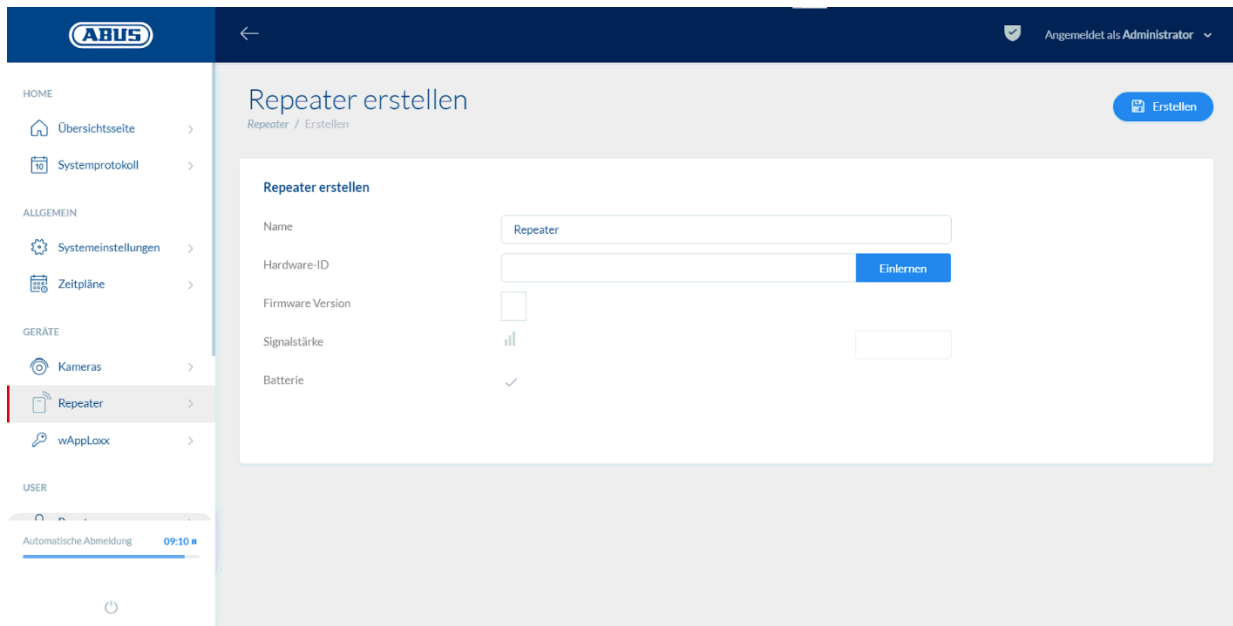 ABUS
Angemeldet als Administrator
HOME
Übersichtsseite
10 Systemprotokoll
ALLGEMEIN
Systemeinstellungen
Zeitpläne
GERÄTE
Kameras
Repeater
wAppLoxx
USER
Automatische Abmeldung 09:10
Repeater erstellen
Repeater / Erstellen
Erstellen
Repeater erstellen
Name Repeater
Hardware-ID Einlernen
Firmware Version
Signalstärke
Batterie